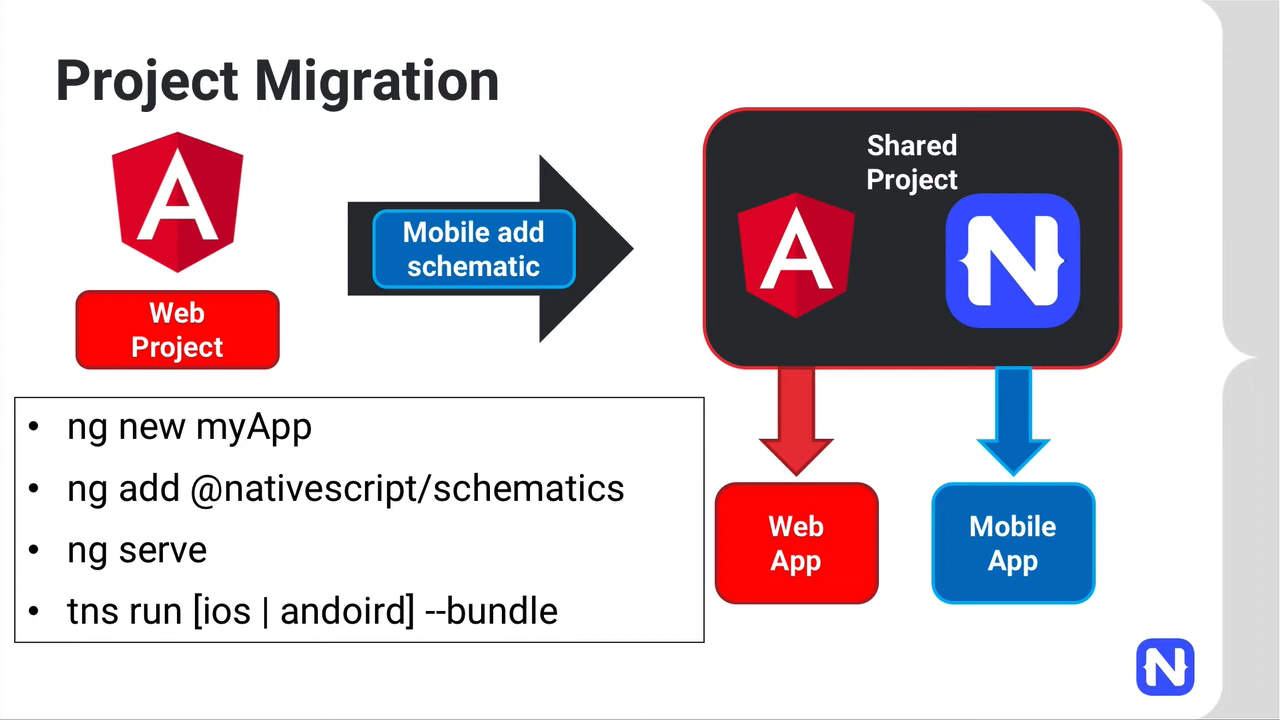 Project Migration
Web
Project
Mobile add
schematic
Shared
Project
• ng new myApp
• ng add @nativescript/schematics
• ng serve
• tns run [ios | andoird] --bundle
Web
App
Mobile
App